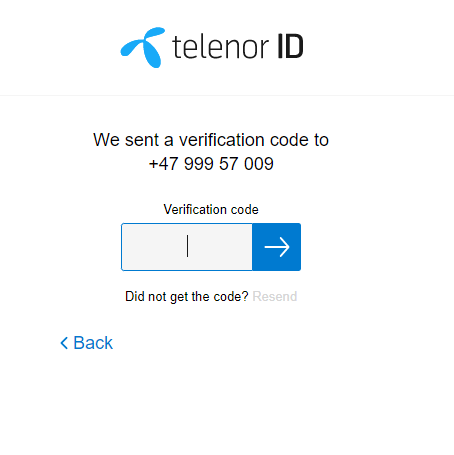 telenor ID
We sent a verification code to
+47 999 57 009
Verification code
Did not get the code? Resend
Back